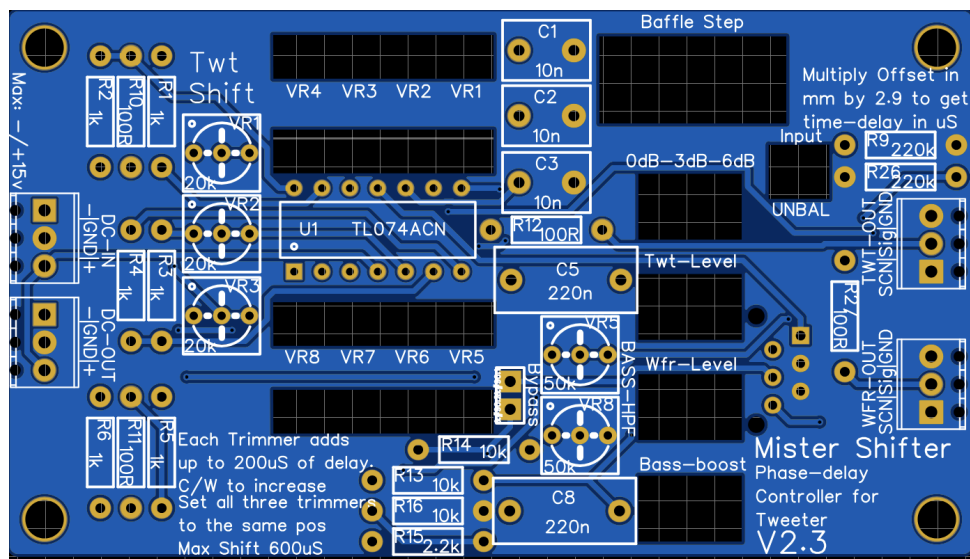 Baffle Step
C1
10n
Twt
Shift
VR4 VR3 VR2 VR1
Multiply Offset in
mm by 2.9 to get
time-delay in uS
Max: -/+15v
R2
1k
R10
100R
R1
1k
VR1
20k
C2
10n
Input
UNBAL
R9
220k
R26
220k
C3
10n
0dB-3dB-6dB
-|GND|+
DC-IN
VR2
20k
U1 TL074ACN
R12
100R
TWT-OUT
SCN|Sig|GND
R4
1k
R3
1k
C5
220n
Twt-Level
VR3
20k
R27
100R
-|GND|+
DC-OUT
VR8 VR7 VR6 VR5
VR5
50k
BASS-HPF
Wfr-Level
WFR-OUT
SCN|Sig|GND
Bypass
VR8
50k
R6
1k
R11
100R
R5
1k
Each Trimmer adds
up to 200uS of delay.
C/W to increase
Set all three trimmers
to the same pos
Max Shift 600uS
R14
10k
R13
10k
R16
10k
R15
2.2k
C8
220n
Bass-boost
Mister Shifter
Phase-delay
Controller for
Tweeter
V2.3